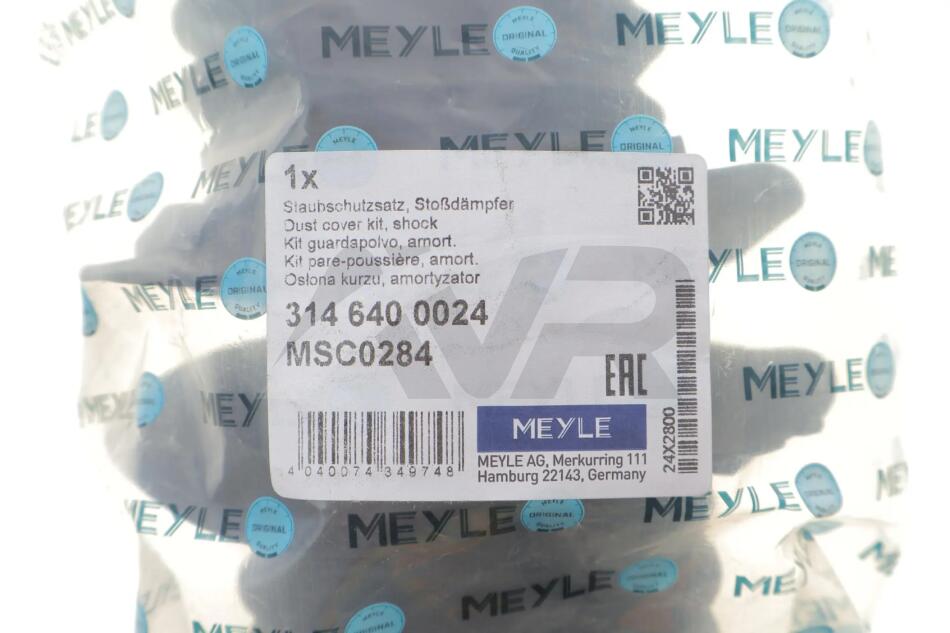 MEYLE ORIGINAL QUALITY
1x
Staubschutzsatz, Stoßdämpfer
Dust cover kit, shock
Kit guardapolvo, amort.
Kit pare-poussière, amort.
Osłona kurzu, amortyzator
314 640 0024
MSC0284
EAC
4 040074 349748
MEYLE
MEYLE AG, Merkurring 111
Hamburg 22143, Germany
24X2800
KVR